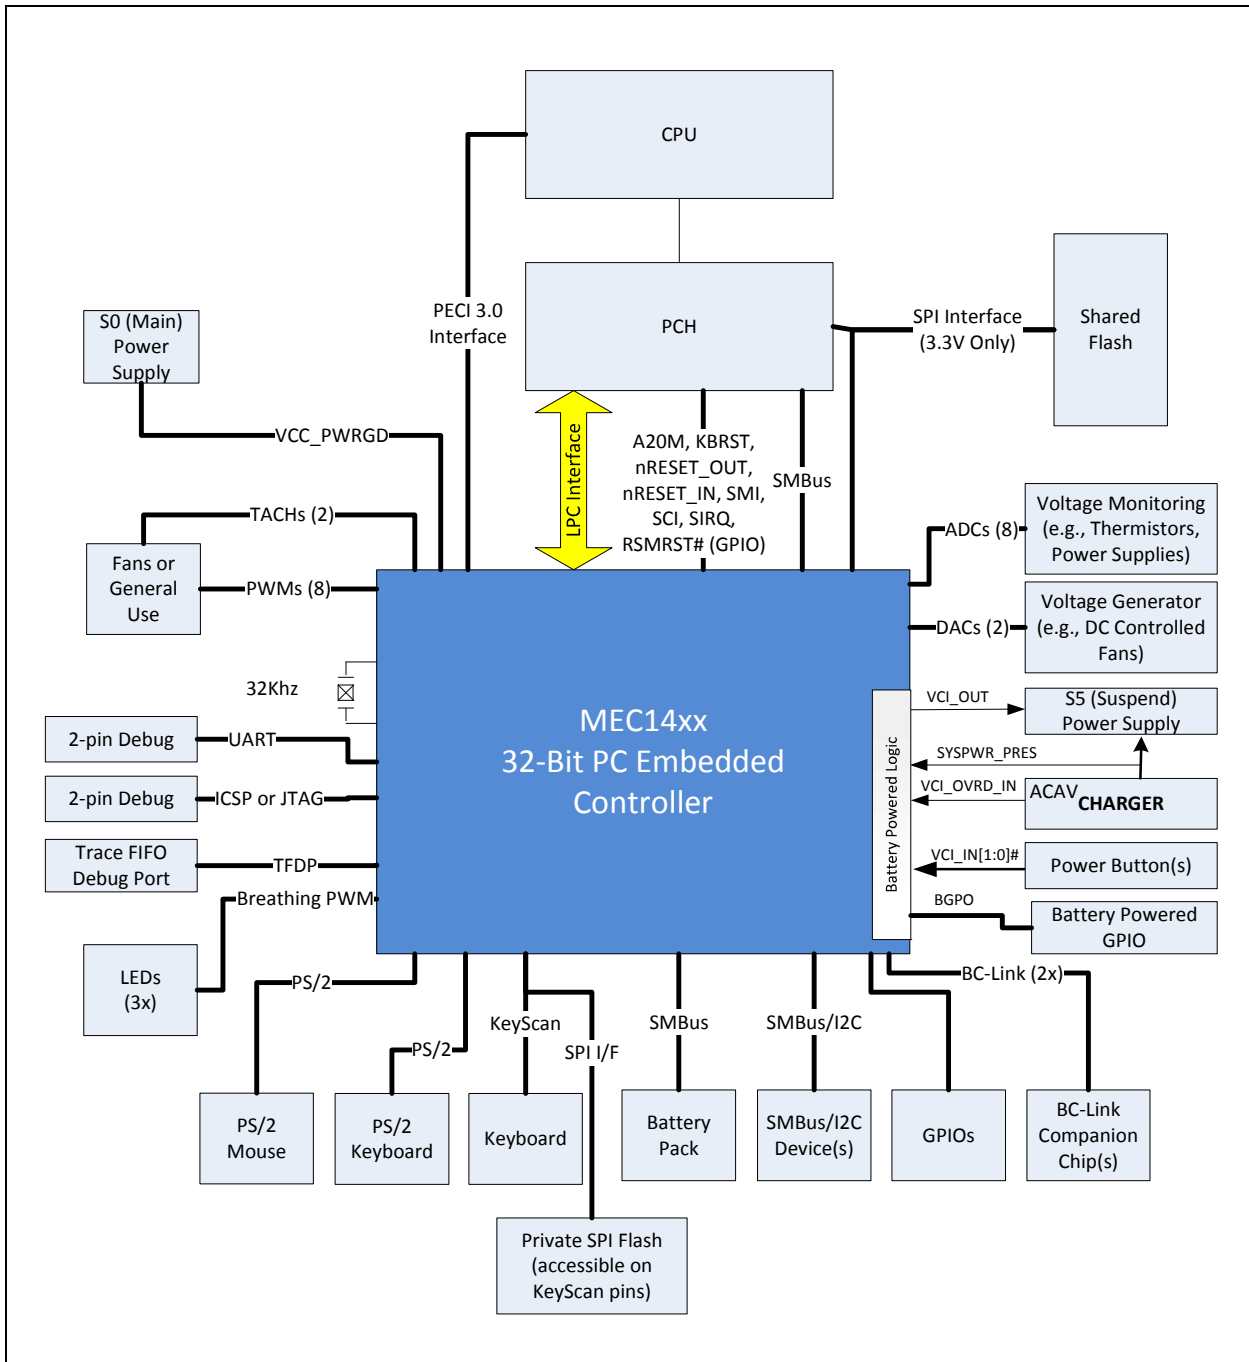 CPU
PCH
PECI 3.0
Interface
SPI Interface
(3.3V Only)
Shared
Flash
S0 (Main)
Power
Supply
VCC_PWRGD
LPC Interface
A20M, KBRST,
nRESET_OUT,
nRESET_IN, SMI,
SCI, SIRQ,
RSMRST# (GPIO)
SMBus
TACHs (2)
Fans or
General
Use
PWMs (8)
ADCs (8)
Voltage Monitoring
(e.g., Thermistors,
Power Supplies)
DACs (2)
Voltage Generator
(e.g., DC Controlled
Fans)
32Khz
MEC14xx
32-Bit PC Embedded
Controller
Battery Powered Logic
VCI_OUT
S5 (Suspend)
Power Supply
SYSPWR_PRES
VCI_OVRD_IN
ACAV
CHARGER
VCI_IN[1:0]#
Power Button(s)
BGPO
Battery Powered
GPIO
2-pin Debug
UART
2-pin Debug
ICSP or JTAG
Trace FIFO
Debug Port
TFDP
Breathing PWM
LEDs
(3x)
PS/2
PS/2
KeyScan
SPI I/F
SMBus
SMBus/I2C
BC-Link (2x)
PS/2
Mouse
PS/2
Keyboard
Keyboard
Battery
Pack
SMBus/I2C
Device(s)
GPIOs
BC-Link
Companion
Chip(s)
Private SPI Flash
(accessible on
KeyScan pins)